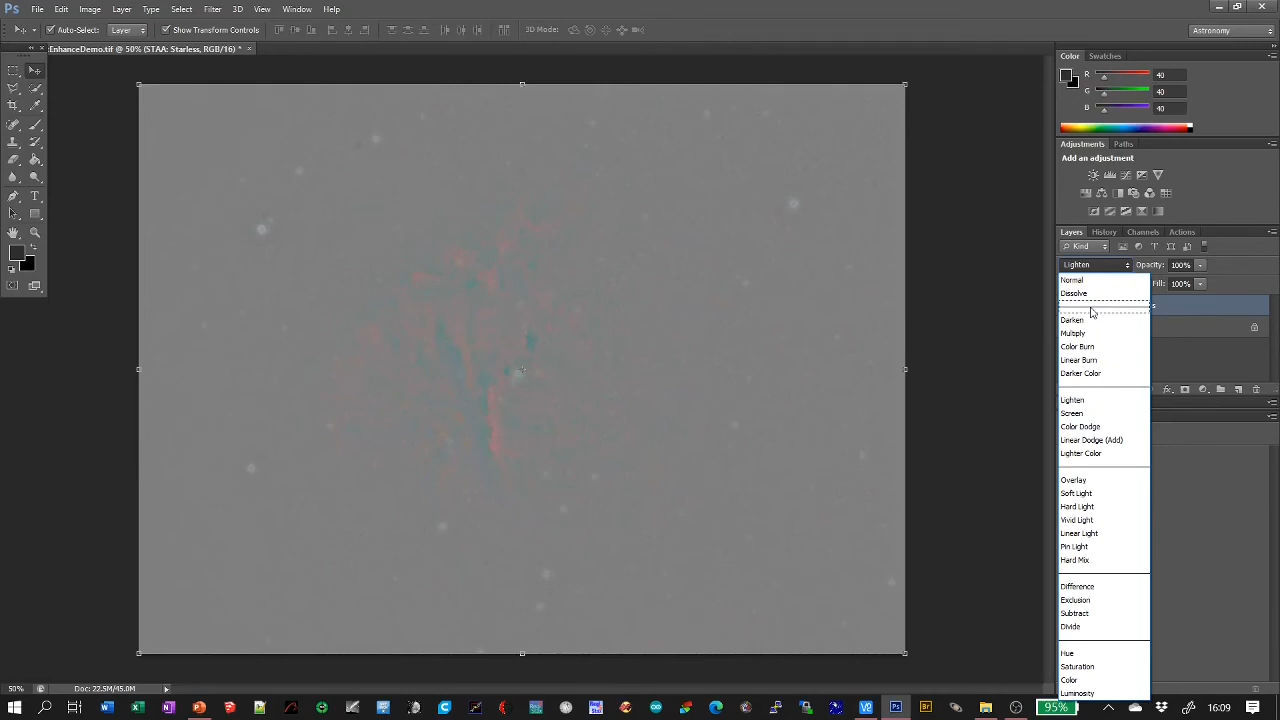 Ps File Edit Image Layer Type Select Filter 3D View Window Help
Auto-Select: Layer Show Transform Controls 3D Mode: Astronomy
EnhanceDemo.tif @ 50% (STAA: Starless, RGB/16) * ×
Color Swatches
R 40
G 40
B 40
Adjustments Paths
Add an adjustment
Layers History Channels Actions
Kind
Lighten Opacity: 100%
Fill: 100%
Normal
Dissolve
s
Darken
Multiply
Color Burn
Linear Burn
Darker Color
Lighten
Screen
Color Dodge
Linear Dodge (Add)
Lighter Color
Overlay
Soft Light
Hard Light
Vivid Light
Linear Light
Pin Light
Hard Mix
Difference
Exclusion
Subtract
Divide
Hue
Saturation
Color
Luminosity
50% Doc: 22.5M/45.0M
95% 16:09